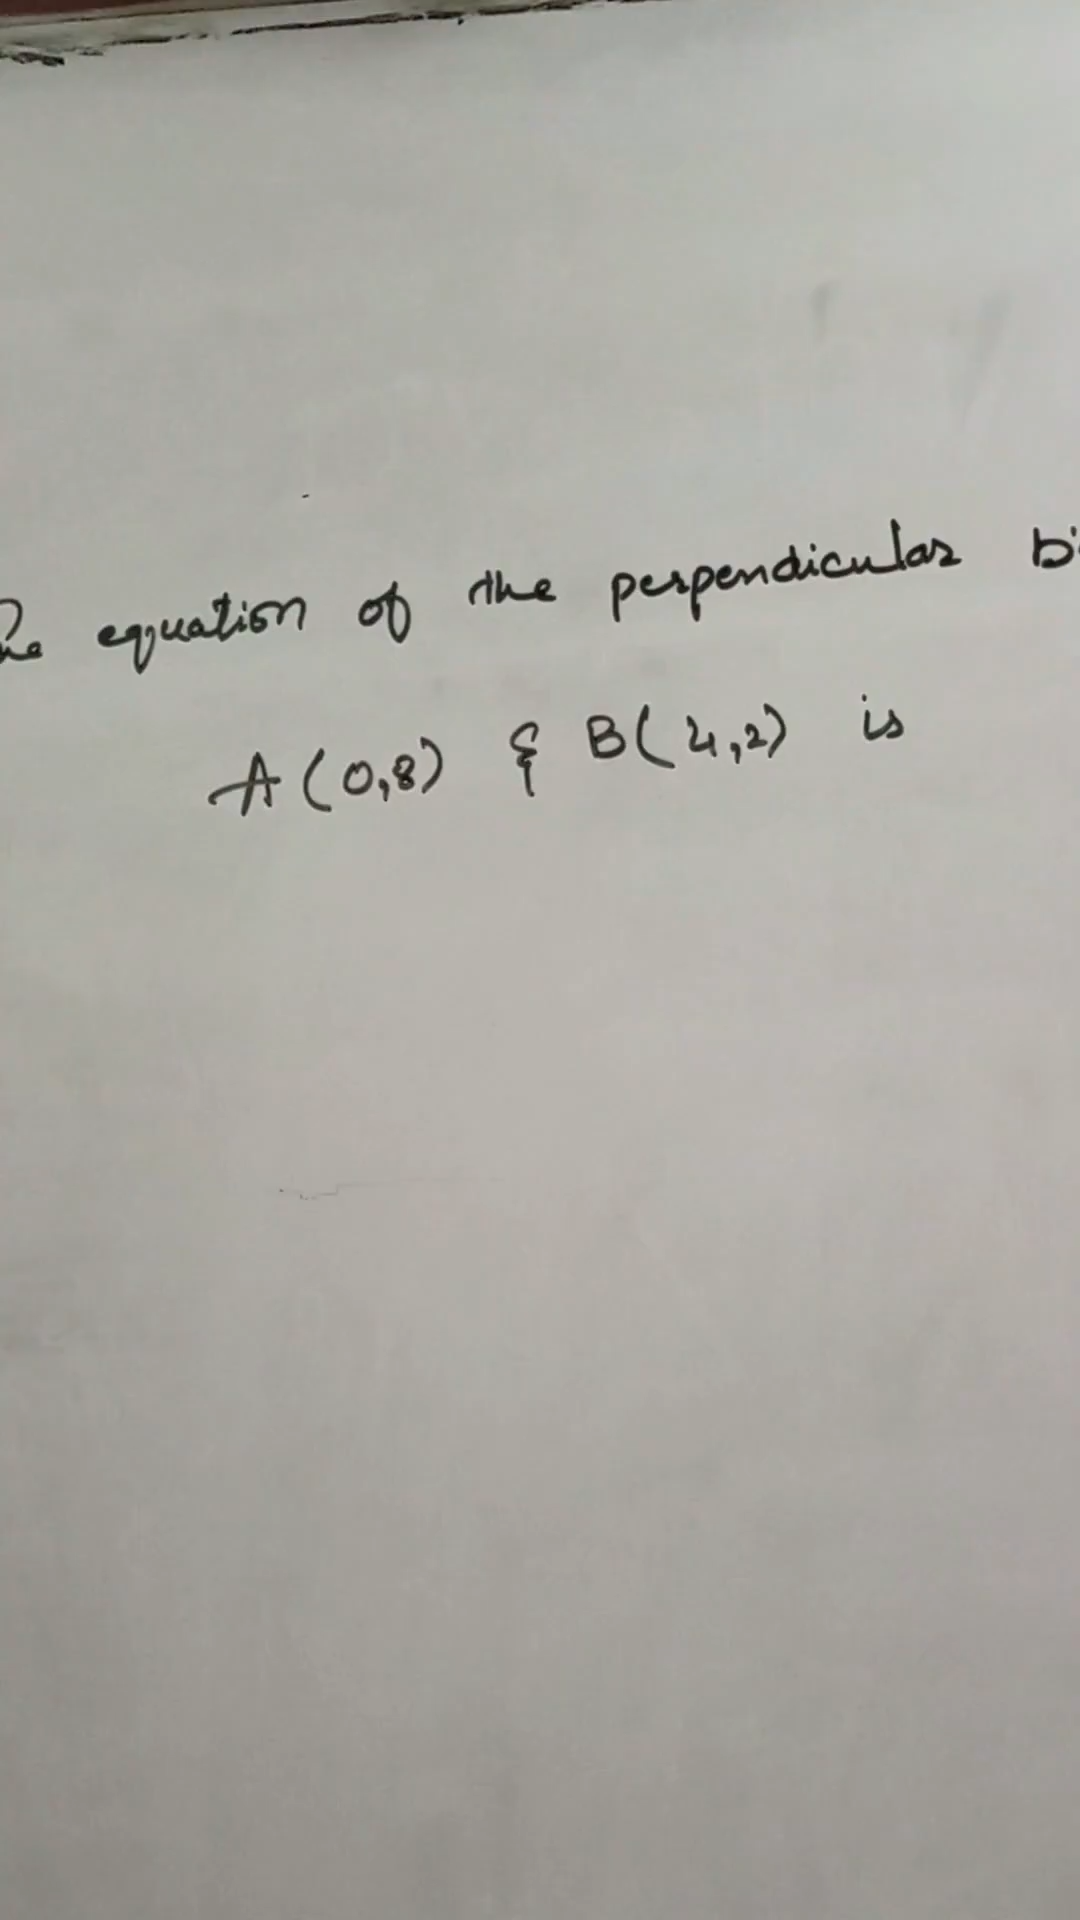 equation of the perpendicular
A(0,8) & B(4,2) is